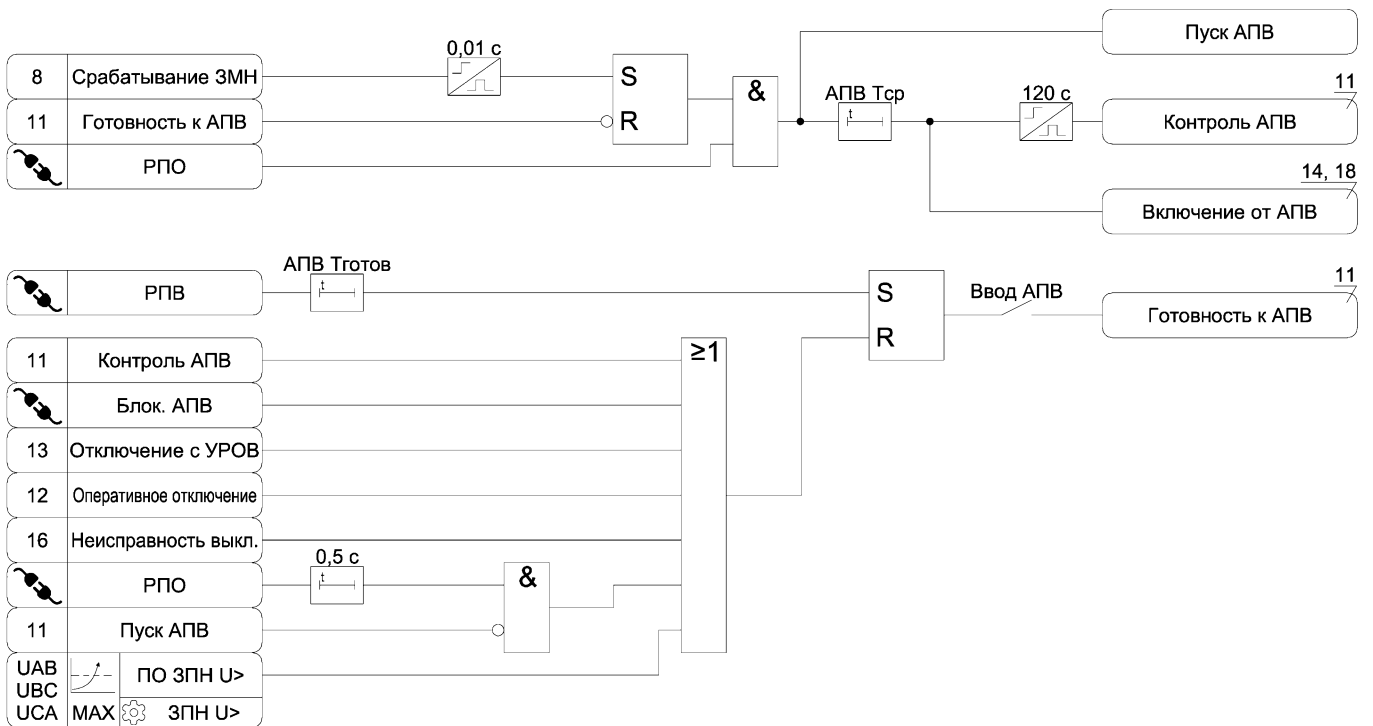 Пуск АПВ
0,01 с
8 Срабатывание ЗМН
S
&
АПВ Тср
120 с
11
11 Готовность к АПВ
R
Контроль АПВ
РПО
14, 18
Включение от АПВ
АПВ Тготов
РПВ
S
Ввод АПВ
11
Готовность к АПВ
R
11 Контроль АПВ
≥1
Блок. АПВ
13 Отключение с УРОВ
12 Оперативное отключение
16 Неисправность выкл.
0,5 с
t
&
РПО
11 Пуск АПВ
UAB
UBC
UCA
ПО ЗПН U>
MAX ЗПН U>